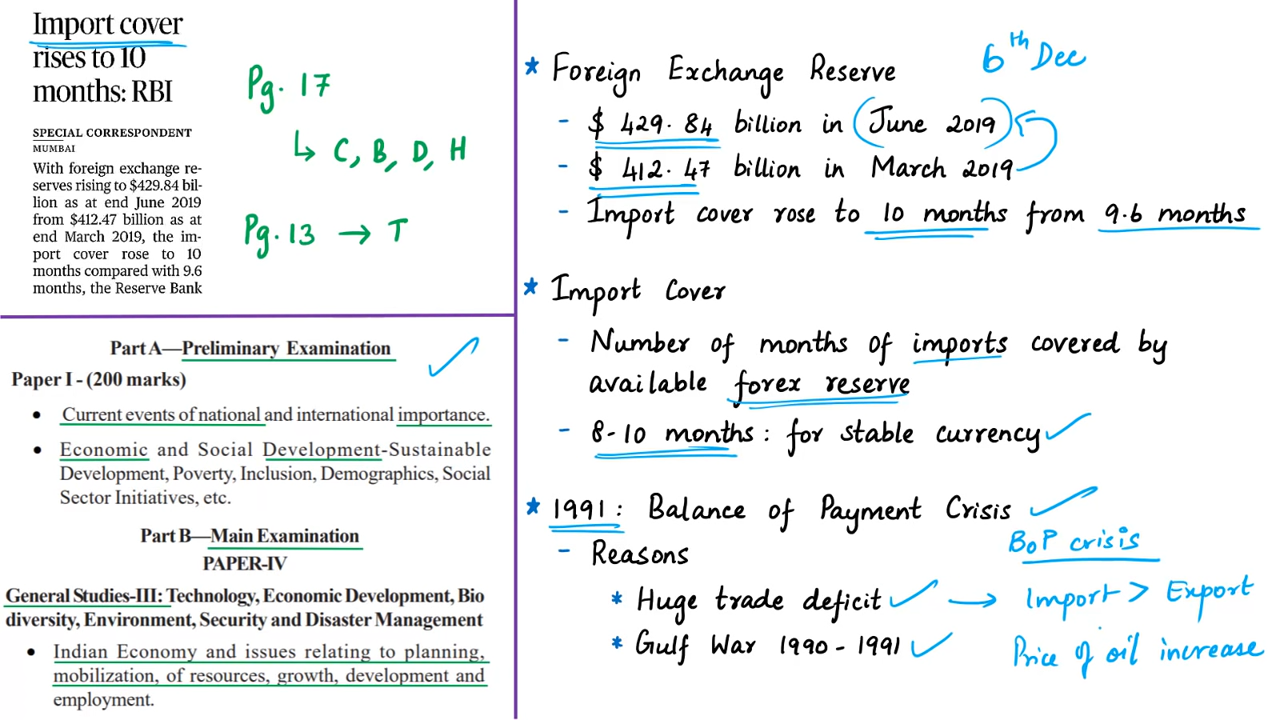 Import cover
rises to 10
months: RBI
SPECIAL CORRESPONDENT
MUMBAI
With foreign exchange re-
serves rising to $429.84 bil-
lion as at end June 2019
from $412.47 billion as at
end March 2019, the im-
port cover rose to 10
months compared with 9.6
months, the Reserve Bank
Pg. 17
↳ C, B, D, H
Pg. 13 → T
Part A—Preliminary Examination
Paper I - (200 marks)
• Current events of national and international importance.
• Economic and Social Development-Sustainable
Development, Poverty, Inclusion, Demographics, Social
Sector Initiatives, etc.
Part B—Main Examination
PAPER-IV
General Studies-III: Technology, Economic Development, Bio
diversity, Environment, Security and Disaster Management
• Indian Economy and issues relating to planning,
mobilization, of resources, growth, development and
employment.
6th Dec
* Foreign Exchange Reserve
- $ 429.84 billion in (June 2019)
- $ 412.47 billion in March 2019
- Import cover rose to 10 months from 9.6 months
* Import Cover
- Number of months of imports covered by
available forex reserve
- 8-10 months: for stable currency
* 1991: Balance of Payment Crisis
BoP crisis
- Reasons
* Huge trade deficit → Import > Export
* Gulf War 1990-1991
Price of oil increase